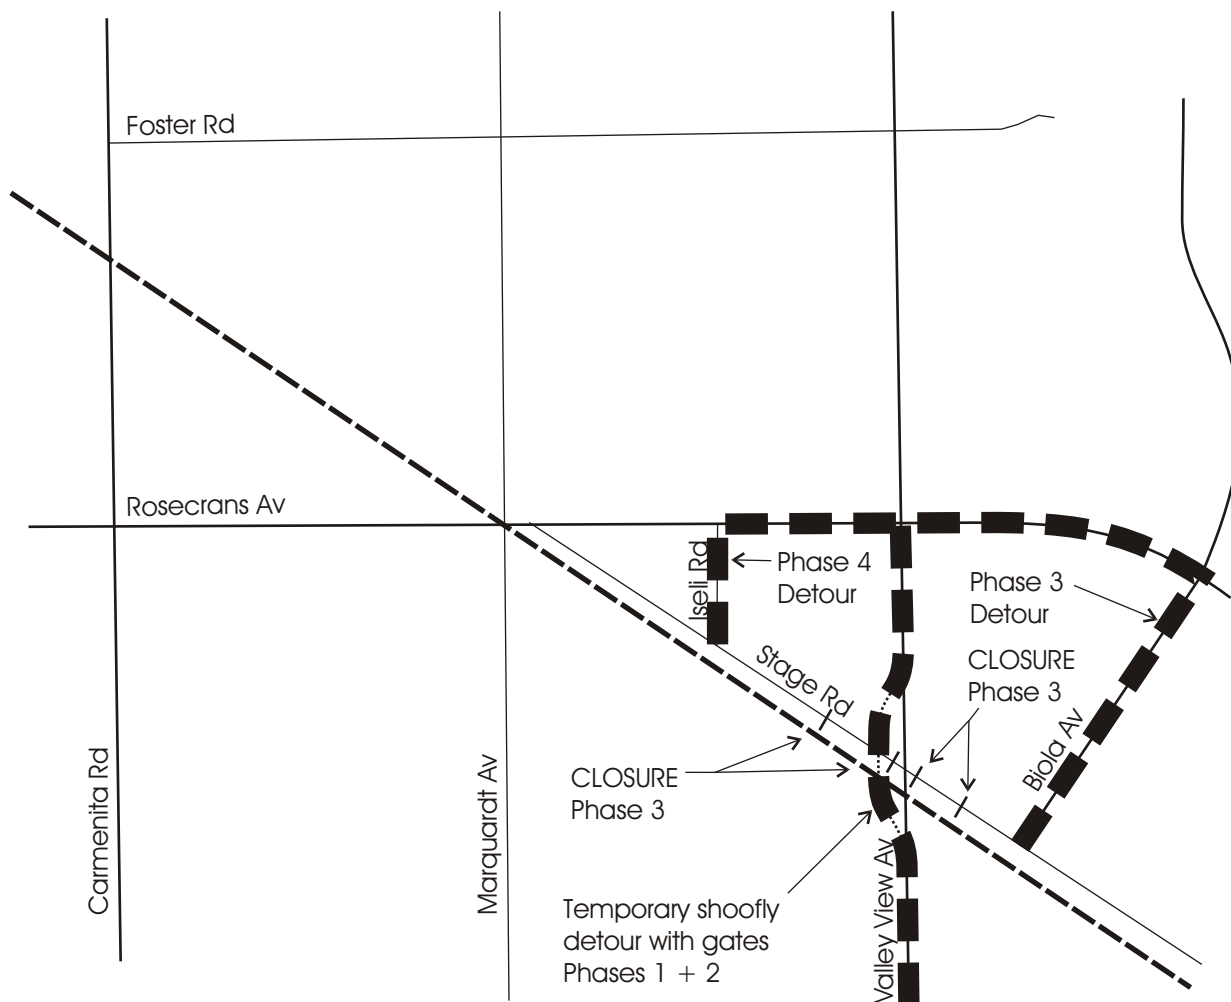 Foster Rd
Rosecrans Av
Iseli Rd
Phase 4
Detour
Phase 3
Detour
Stage Rd
CLOSURE
Phase 3
Biola Av
CLOSURE
Phase 3
Carmenita Rd
Marquardt Av
Valley View Av
Temporary shoofly
detour with gates
Phases 1 + 2